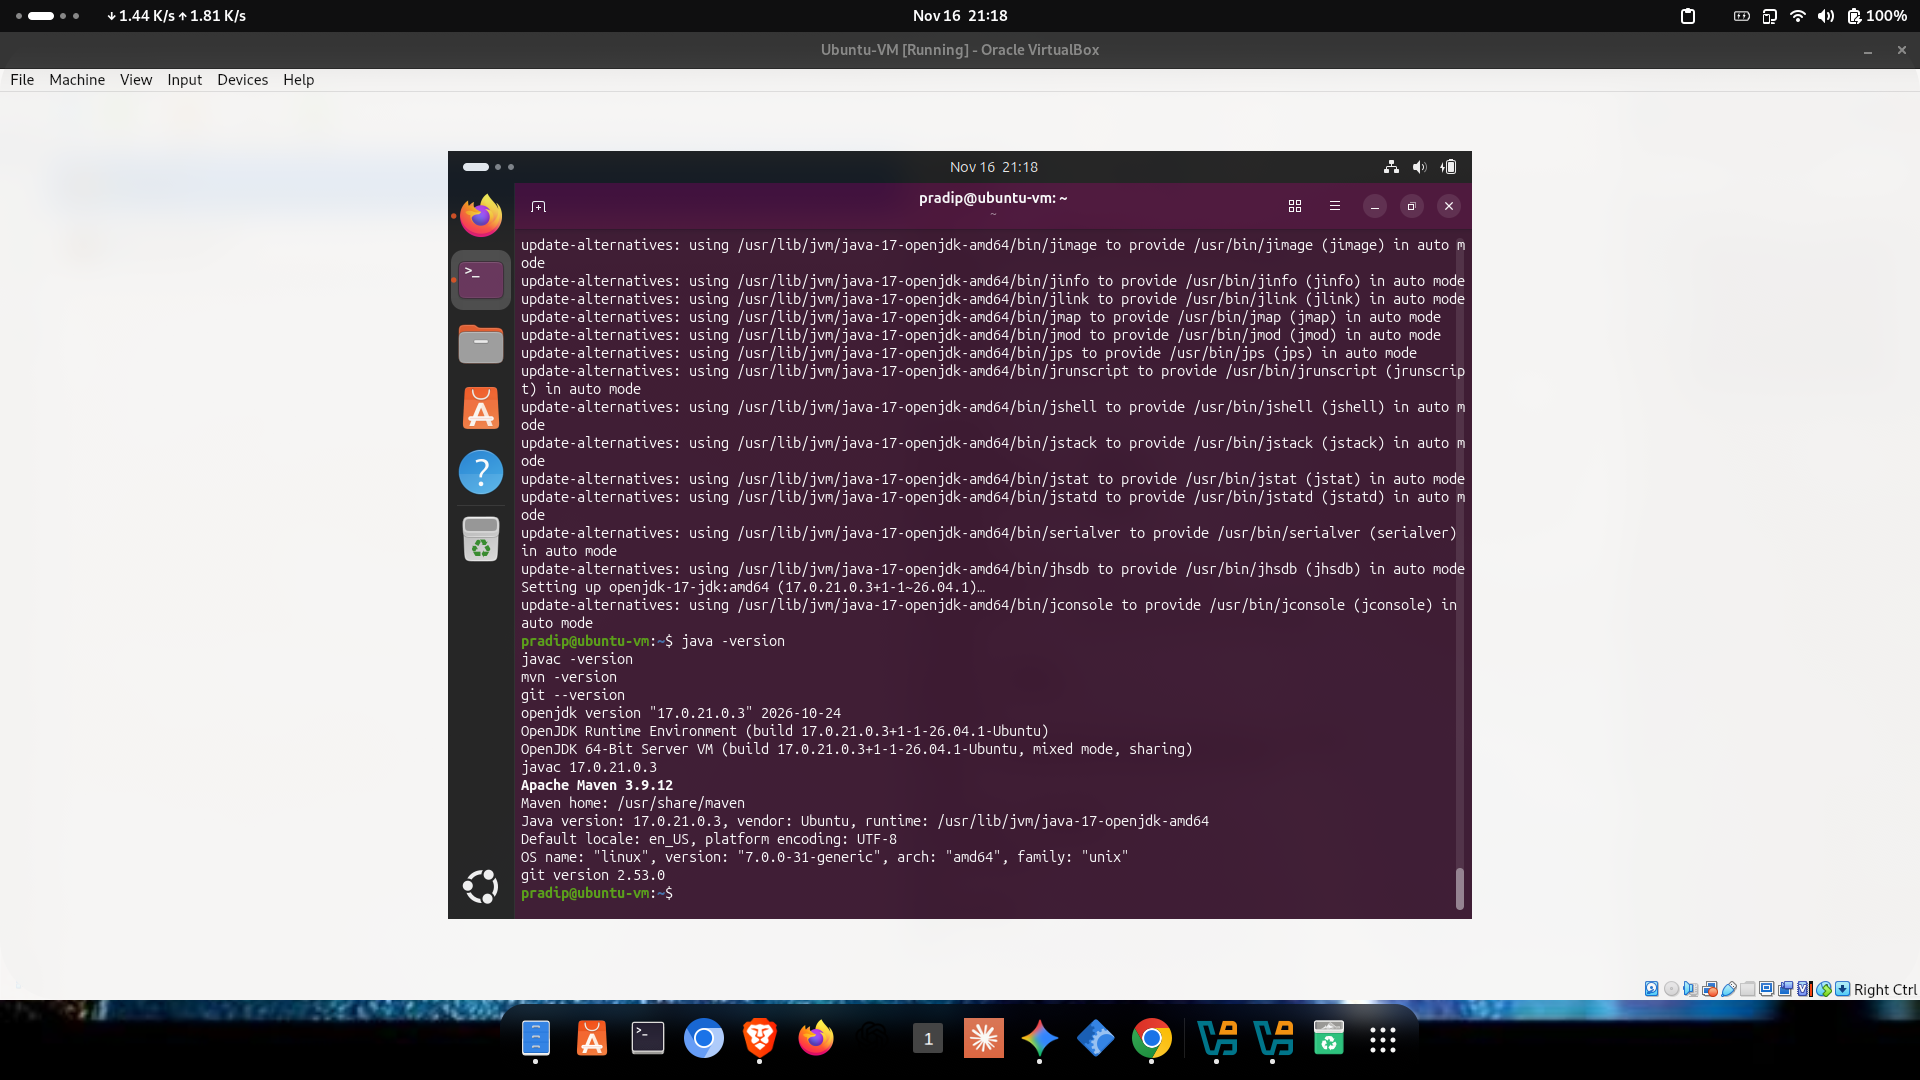 ↓ 1.44 K/s ↑ 1.81 K/s
Nov 16 21:18
100%
Ubuntu-VM [Running] - Oracle VirtualBox
File Machine View Input Devices Help
Nov 16 21:18
pradip@ubuntu-vm: ~
~
update-alternatives: using /usr/lib/jvm/java-17-openjdk-amd64/bin/jimage to provide /usr/bin/jimage (jimage) in auto m
ode
update-alternatives: using /usr/lib/jvm/java-17-openjdk-amd64/bin/jinfo to provide /usr/bin/jinfo (jinfo) in auto mode
update-alternatives: using /usr/lib/jvm/java-17-openjdk-amd64/bin/jlink to provide /usr/bin/jlink (jlink) in auto mode
update-alternatives: using /usr/lib/jvm/java-17-openjdk-amd64/bin/jmap to provide /usr/bin/jmap (jmap) in auto mode
update-alternatives: using /usr/lib/jvm/java-17-openjdk-amd64/bin/jmod to provide /usr/bin/jmod (jmod) in auto mode
update-alternatives: using /usr/lib/jvm/java-17-openjdk-amd64/bin/jps to provide /usr/bin/jps (jps) in auto mode
update-alternatives: using /usr/lib/jvm/java-17-openjdk-amd64/bin/jrunscript to provide /usr/bin/jrunscript (jrunscrip
t) in auto mode
update-alternatives: using /usr/lib/jvm/java-17-openjdk-amd64/bin/jshell to provide /usr/bin/jshell (jshell) in auto m
ode
update-alternatives: using /usr/lib/jvm/java-17-openjdk-amd64/bin/jstack to provide /usr/bin/jstack (jstack) in auto m
ode
update-alternatives: using /usr/lib/jvm/java-17-openjdk-amd64/bin/jstat to provide /usr/bin/jstat (jstat) in auto mode
update-alternatives: using /usr/lib/jvm/java-17-openjdk-amd64/bin/jstatd to provide /usr/bin/jstatd (jstatd) in auto m
ode
update-alternatives: using /usr/lib/jvm/java-17-openjdk-amd64/bin/serialver to provide /usr/bin/serialver (serialver)
in auto mode
update-alternatives: using /usr/lib/jvm/java-17-openjdk-amd64/bin/jhsdb to provide /usr/bin/jhsdb (jhsdb) in auto mode
Setting up openjdk-17-jdk:amd64 (17.0.21.0.3+1-1~26.04.1)…
update-alternatives: using /usr/lib/jvm/java-17-openjdk-amd64/bin/jconsole to provide /usr/bin/jconsole (jconsole) in
auto mode
pradip@ubuntu-vm:~$ java -version
javac -version
mvn -version
git --version
openjdk version "17.0.21.0.3" 2026-10-24
OpenJDK Runtime Environment (build 17.0.21.0.3+1-1-26.04.1-Ubuntu)
OpenJDK 64-Bit Server VM (build 17.0.21.0.3+1-1-26.04.1-Ubuntu, mixed mode, sharing)
javac 17.0.21.0.3
Apache Maven 3.9.12
Maven home: /usr/share/maven
Java version: 17.0.21.0.3, vendor: Ubuntu, runtime: /usr/lib/jvm/java-17-openjdk-amd64
Default locale: en_US, platform encoding: UTF-8
OS name: "linux", version: "7.0.0-31-generic", arch: "amd64", family: "unix"
git version 2.53.0
pradip@ubuntu-vm:~$
Right Ctrl
1